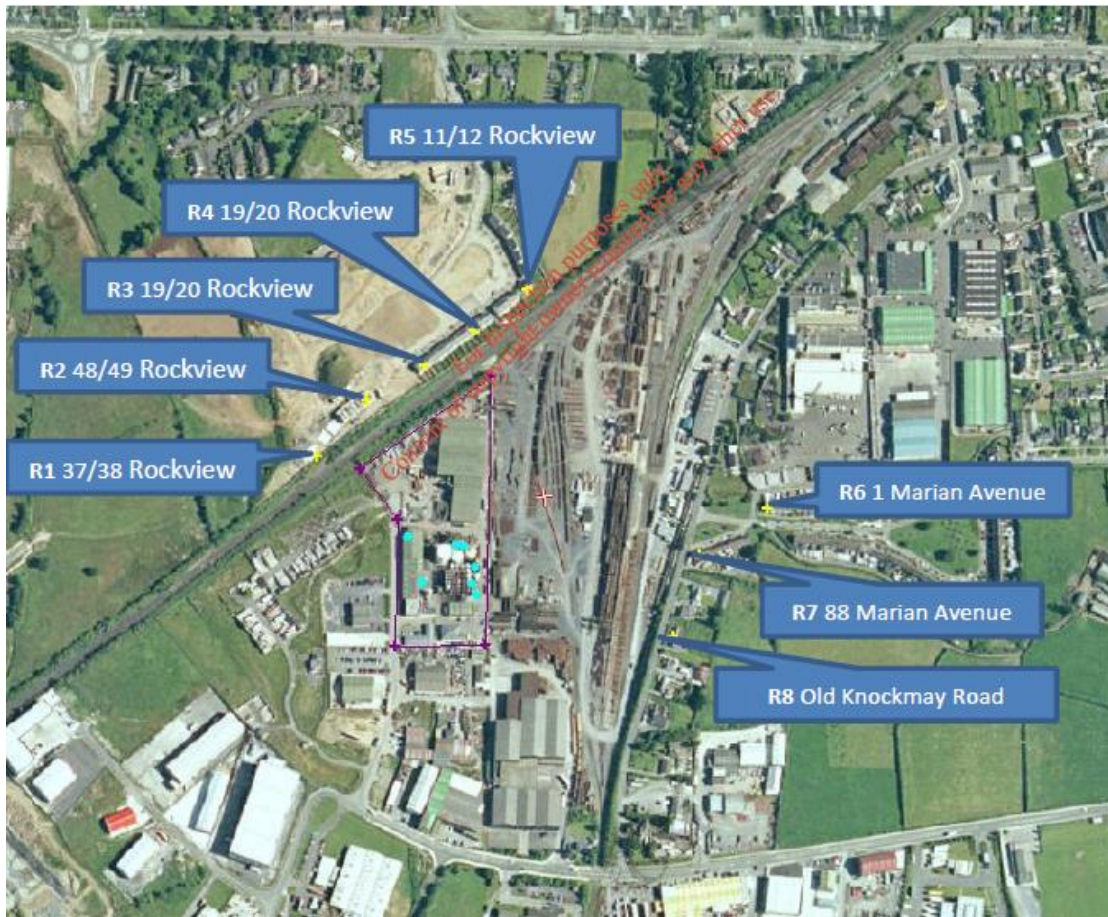 R5 11/12 Rockview
R4 19/20 Rockview
R3 19/20 Rockview
R2 48/49 Rockview
R1 37/38 Rockview
R6 1 Marian Avenue
R7 88 Marian Avenue
R8 Old Knockmay Road
For inspection purposes only.
Consent of copyright owner required for any other use.